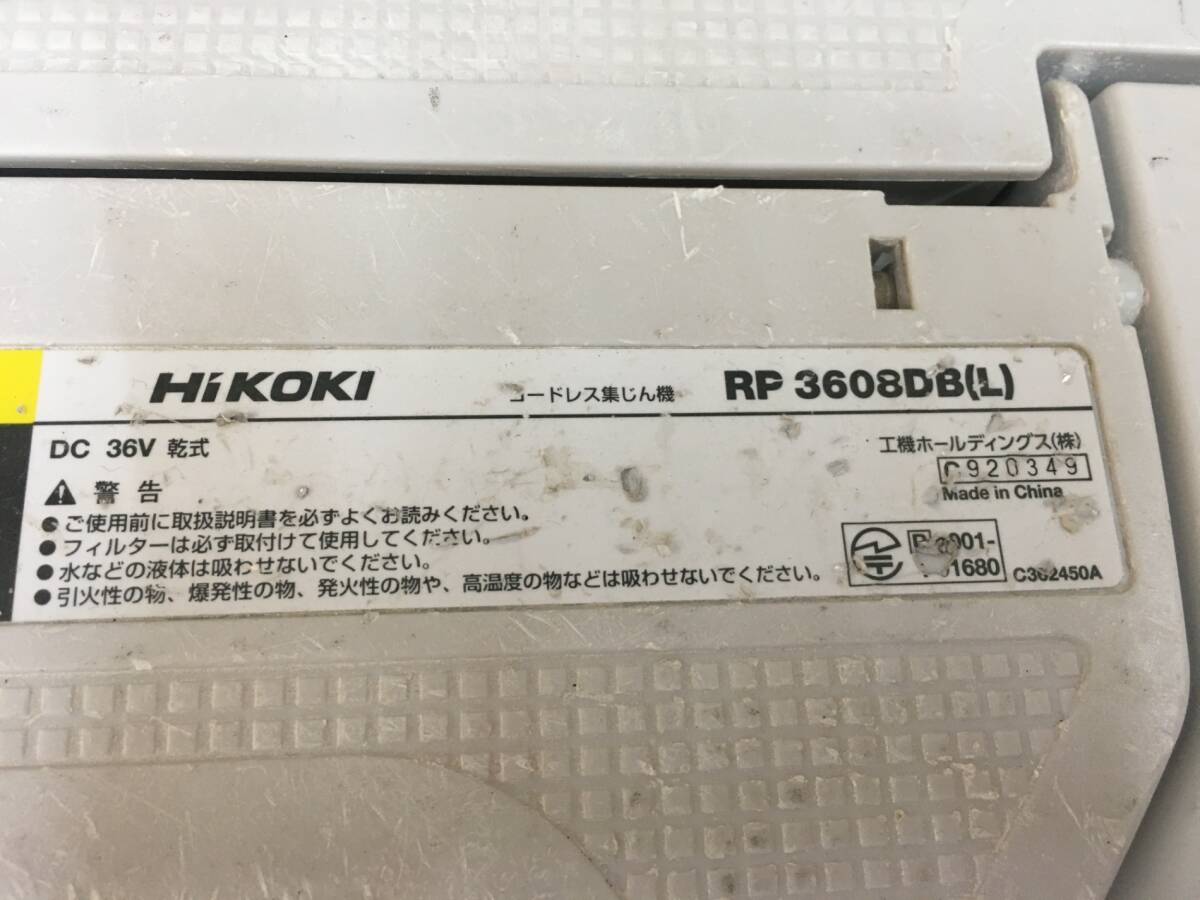 HiKOKI コードレス集じん機 RP 3608DB(L)
DC 36V 乾式 工機ホールディングス(株)
920349
Made in China
警告
● ご使用前に取扱説明書を必ずよくお読みください。
● フィルターは必ず取付けて使用してください。
● 水などの液体は吸わせないでください。
● 引火性の物、爆発性の物、発火性の物や、高温度の物などは吸わせないでください。
C362450A